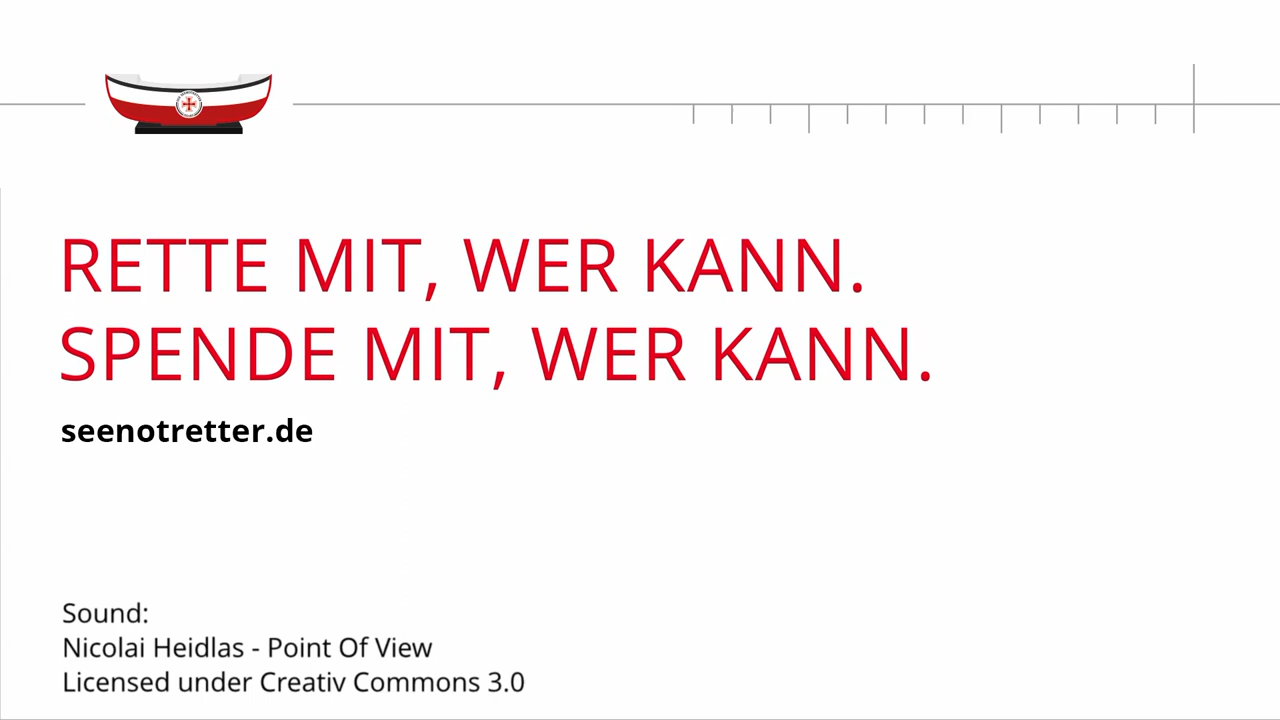 RETTE MIT, WER KANN.
SPENDE MIT, WER KANN.
seenotretter.de
Sound:
Nicolai Heidlas - Point Of View
Licensed under Creativ Commons 3.0